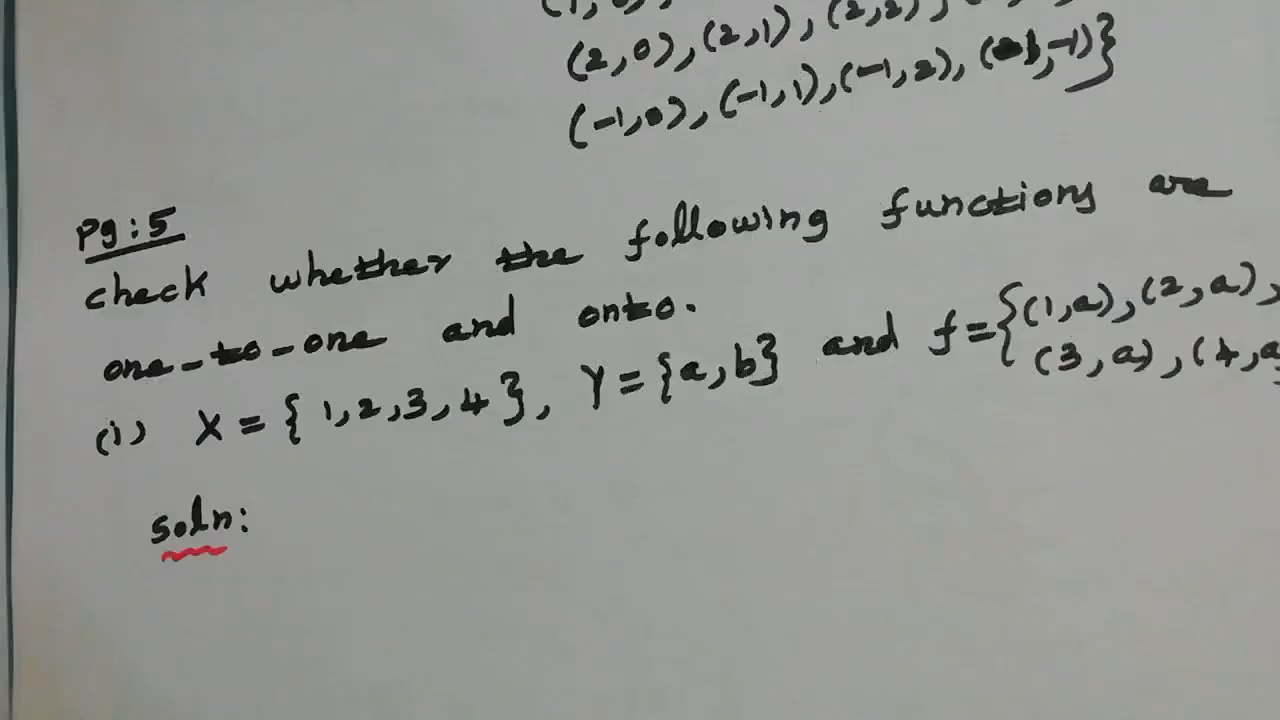 (2,0), (2,1), (2,2),
(-1,0), (-1,1), (-1,2), (-1,-1)}
Pg:5
check whether the following functions are
one-to-one and onto.
(i) X = { 1,2,3,4 }, Y = {a,b} and f = {(1,a), (2,a),
(3,a), (4,a
soln: